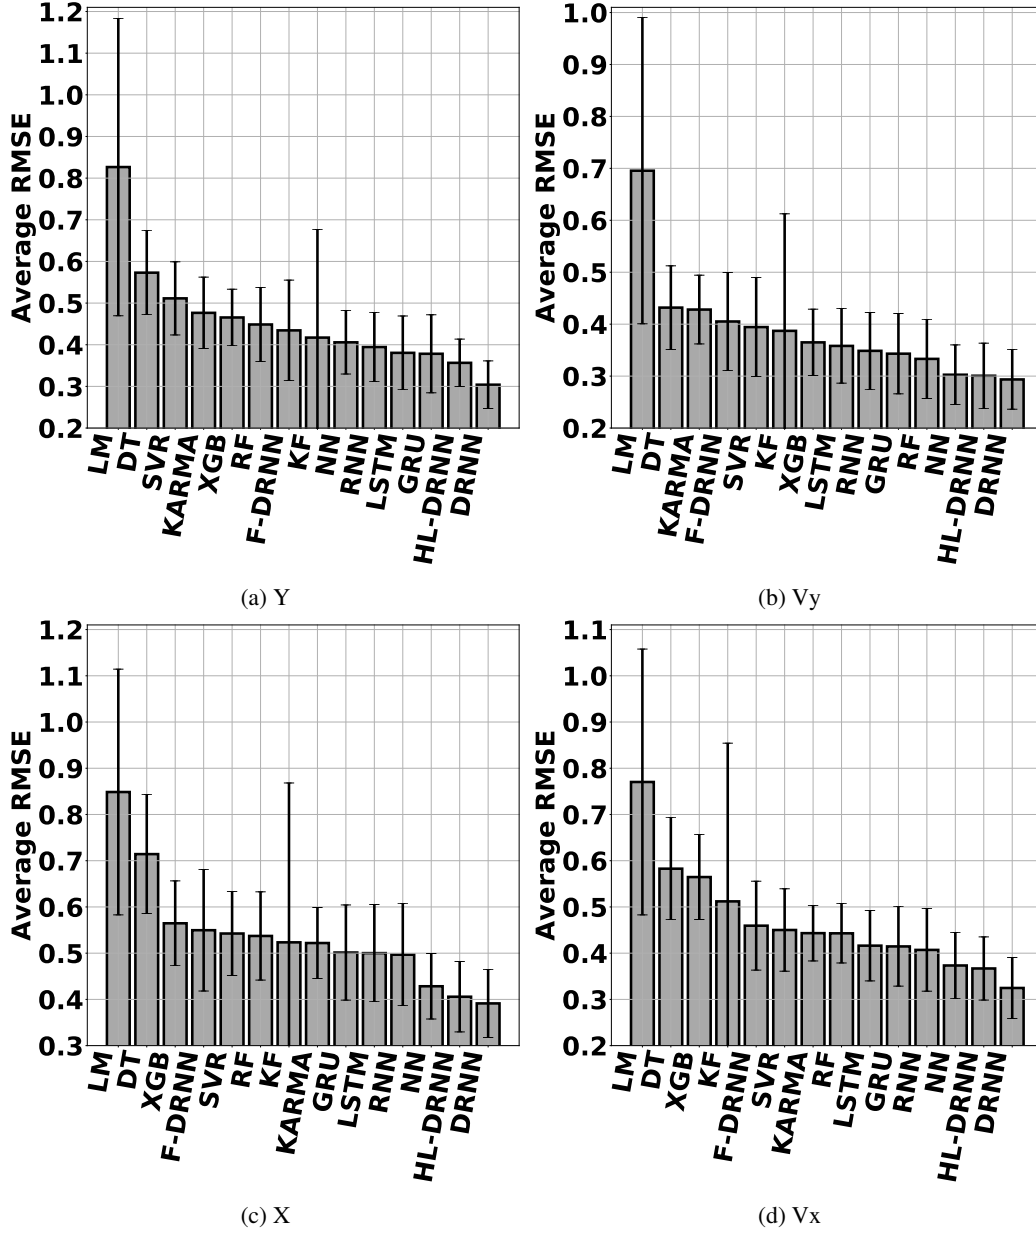 Average RMSE
1.2
1.1
1.0
0.9
0.8
0.7
0.6
0.5
0.4
0.3
0.2
LM
DT
SVR
KARMA
XGB
RF
F-DRNN
KF
NN
RNN
LSTM
GRU
HL-DRNN
DRNN
(a) Y
Average RMSE
1.0
0.9
0.8
0.7
0.6
0.5
0.4
0.3
0.2
LM
DT
KARMA
F-DRNN
SVR
KF
XGB
LSTM
RNN
GRU
RF
NN
HL-DRNN
DRNN
(b) Vy
Average RMSE
1.2
1.1
1.0
0.9
0.8
0.7
0.6
0.5
0.4
0.3
LM
DT
XGB
F-DRNN
SVR
RF
KF
KARMA
GRU
LSTM
RNN
NN
HL-DRNN
DRNN
(c) X
Average RMSE
1.1
1.0
0.9
0.8
0.7
0.6
0.5
0.4
0.3
0.2
LM
DT
XGB
KF
F-DRNN
SVR
KARMA
RF
LSTM
GRU
RNN
NN
HL-DRNN
DRNN
(d) Vx